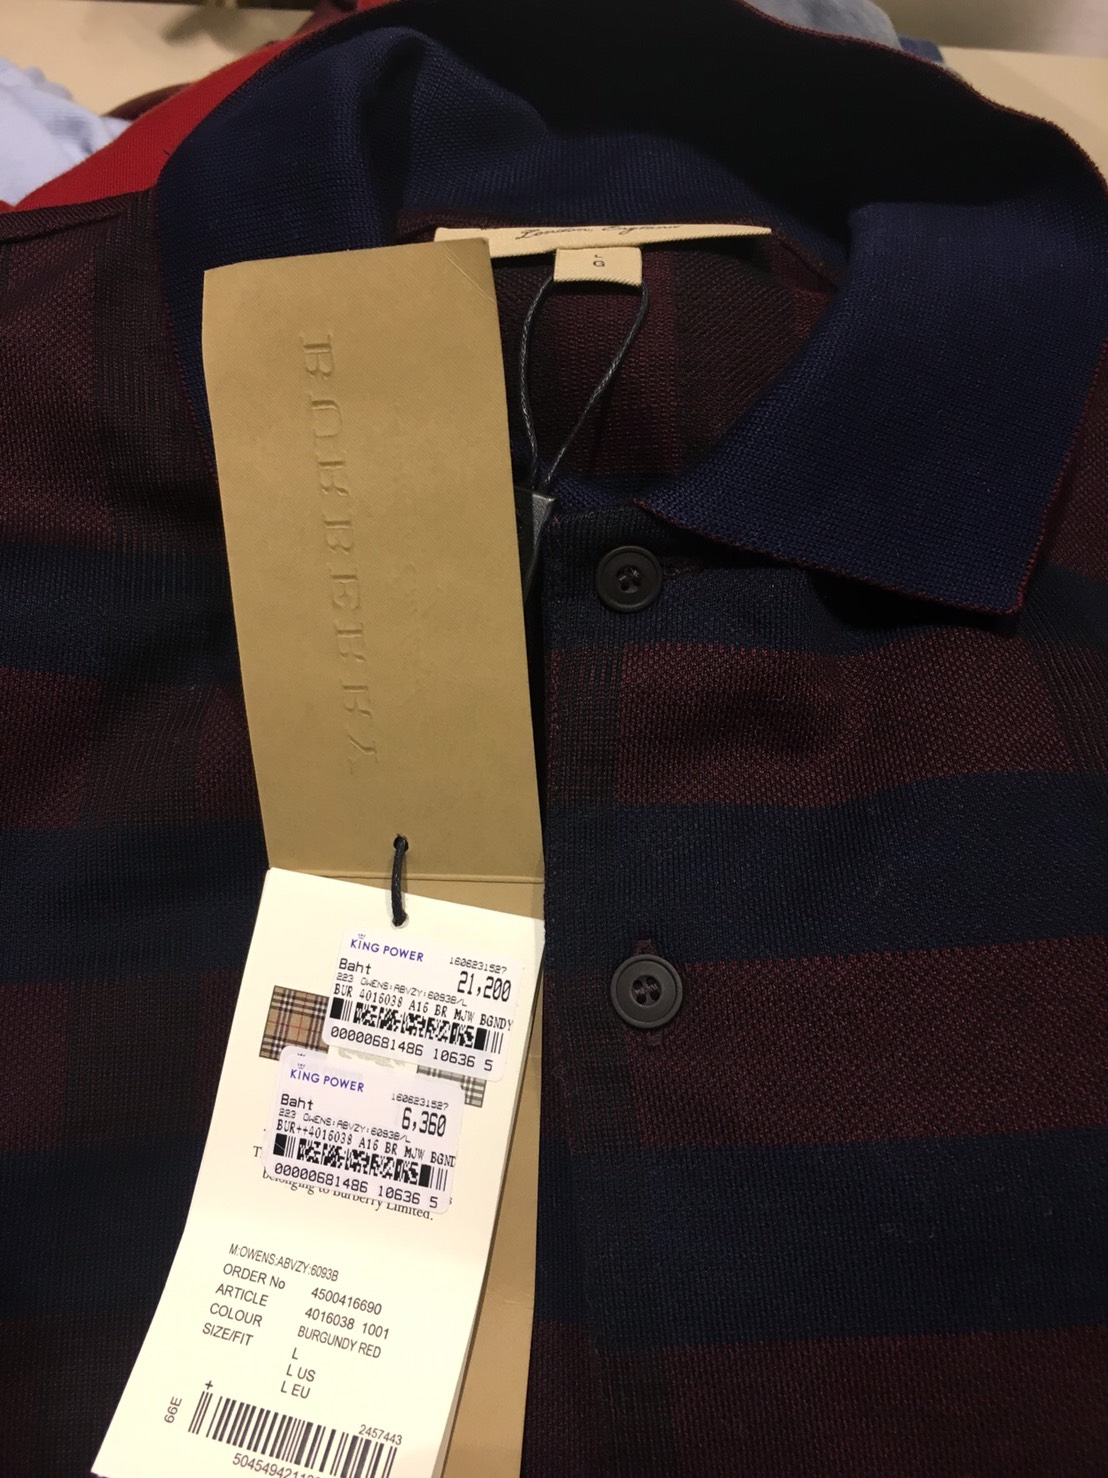 London England
L
G
BURBERRY
KING POWER
1606231527
Baht 21,200
223 OWENS:ABVZY:6093B/L
BUR 4016038 A16 BR MJW BGNDY
00000681486 10636 5
KING POWER
1606231527
Baht 6,360
223 OWENS:ABVZY:6093B/L
BUR++4016038 A16 BR MJW BGND
00000681486 10636 5
belonging to Burberry Limited.
M:OWENS:ABVZY:6093B
ORDER No 4500416690
ARTICLE 4016038 1001
COLOUR BURGUNDY RED
SIZE/FIT L
L US
L EU
66E
2457443